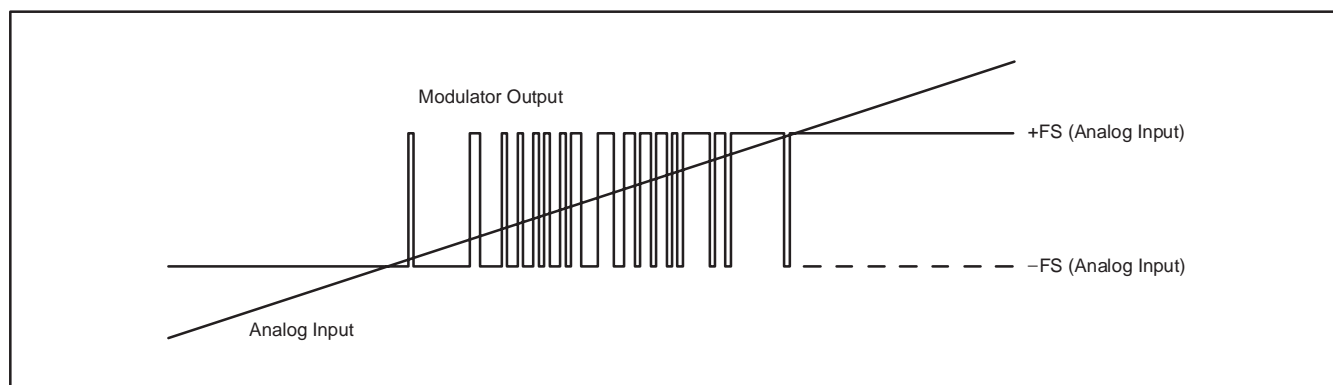 Modulator Output
+FS (Analog Input)
−FS (Analog Input)
Analog Input